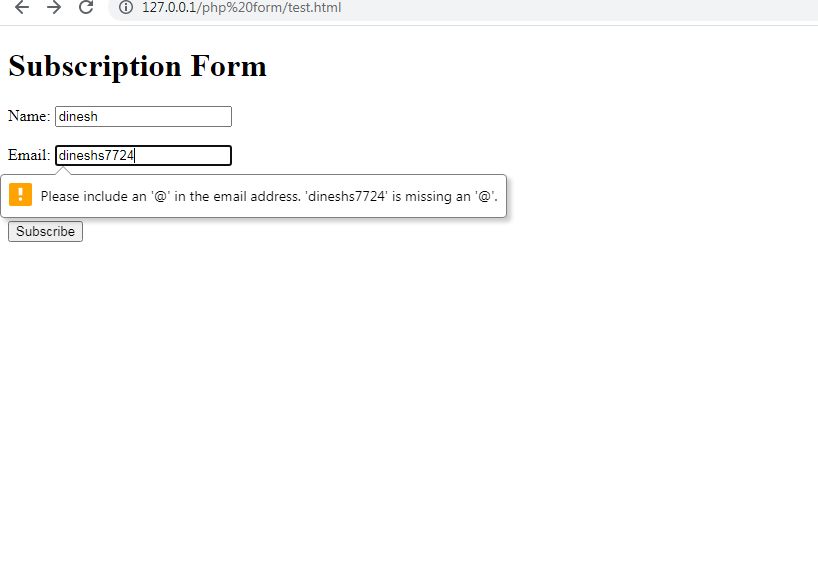 127.0.0.1/php%20form/test.html
Subscription Form
Name: dinesh
Email: dineshs7724
! Please include an '@' in the email address. 'dineshs7724' is missing an '@'.
Subscribe